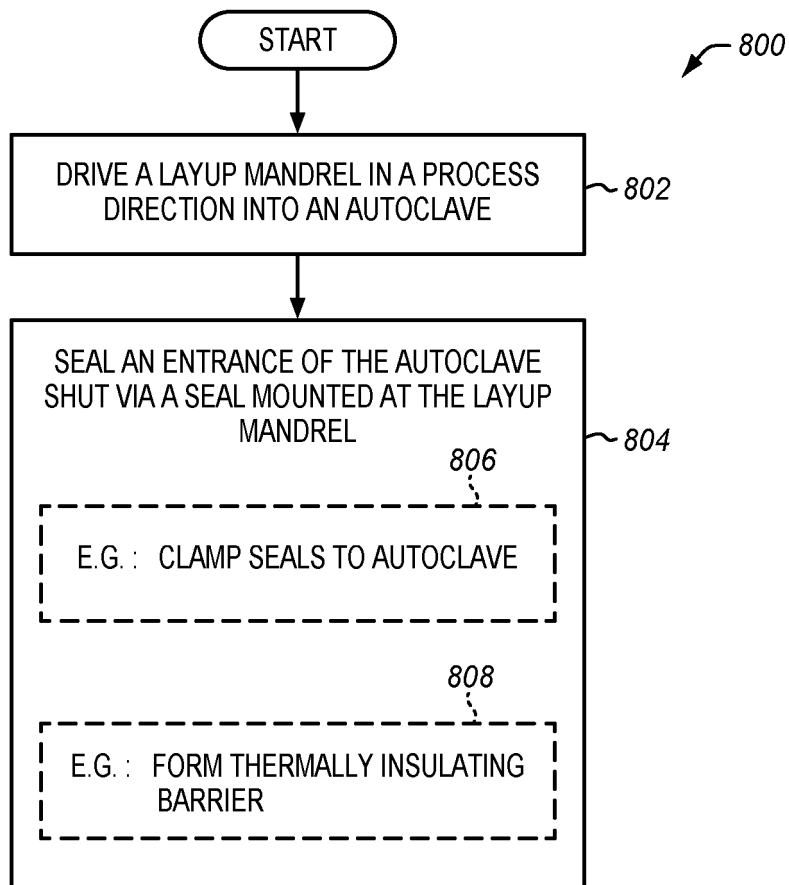 START
800
DRIVE A LAYUP MANDREL IN A PROCESS
DIRECTION INTO AN AUTOCLAVE
802
SEAL AN ENTRANCE OF THE AUTOCLAVE
SHUT VIA A SEAL MOUNTED AT THE LAYUP
MANDREL
804
806
E.G. : CLAMP SEALS TO AUTOCLAVE
808
E.G. : FORM THERMALLY INSULATING
BARRIER